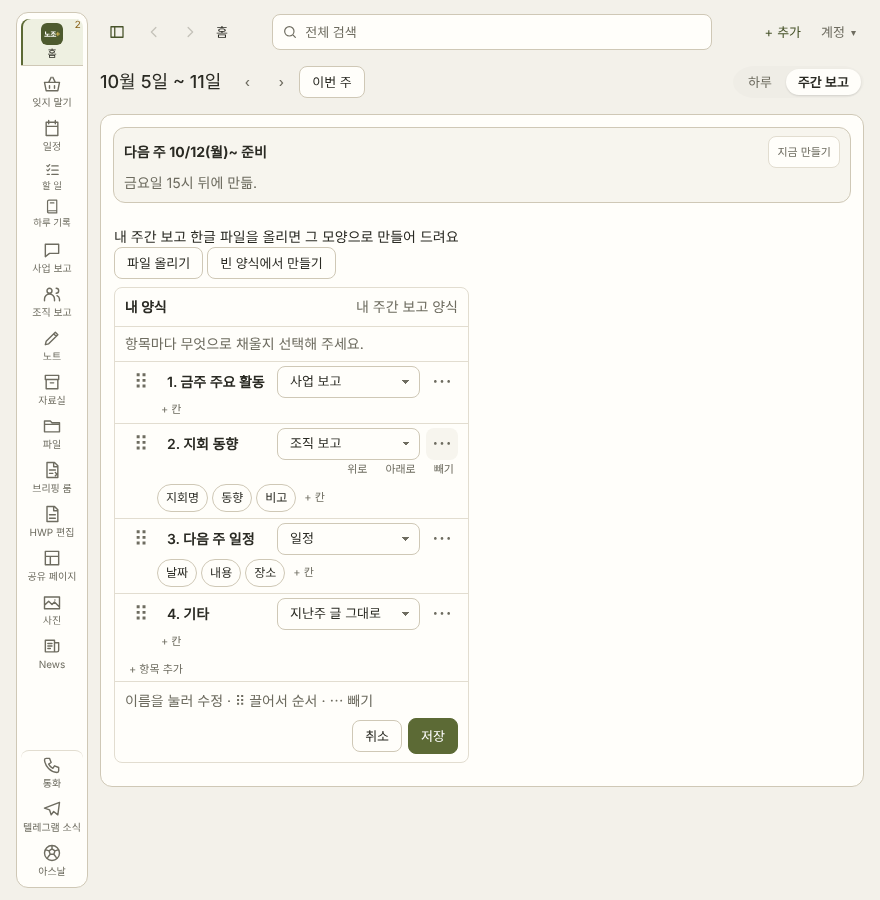 노조+
2
홈
잊지 말기
일정
할 일
하루 기록
사업 보고
조직 보고
노트
자료실
파일
브리핑 룸
HWP 편집
공유 페이지
사진
News
통화
텔레그램 소식
아스날
홈
전체 검색
+ 추가
계정 ▾
10월 5일 ~ 11일
‹ › 이번 주
하루 주간 보고
다음 주 10/12(월)~ 준비
지금 만들기
금요일 15시 뒤에 만듦.
내 주간 보고 한글 파일을 올리면 그 모양으로 만들어 드려요
파일 올리기 빈 양식에서 만들기
내 양식 내 주간 보고 양식
항목마다 무엇으로 채울지 선택해 주세요.
⠿ 1. 금주 주요 활동 사업 보고 ···
+ 칸
⠿ 2. 지회 동향 조직 보고 ···
위로 아래로 빼기
지회명 동향 비고 + 칸
⠿ 3. 다음 주 일정 일정 ···
날짜 내용 장소 + 칸
⠿ 4. 기타 지난주 글 그대로 ···
+ 칸
+ 항목 추가
이름을 눌러 수정 · ⠿ 끌어서 순서 · ··· 빼기
취소 저장